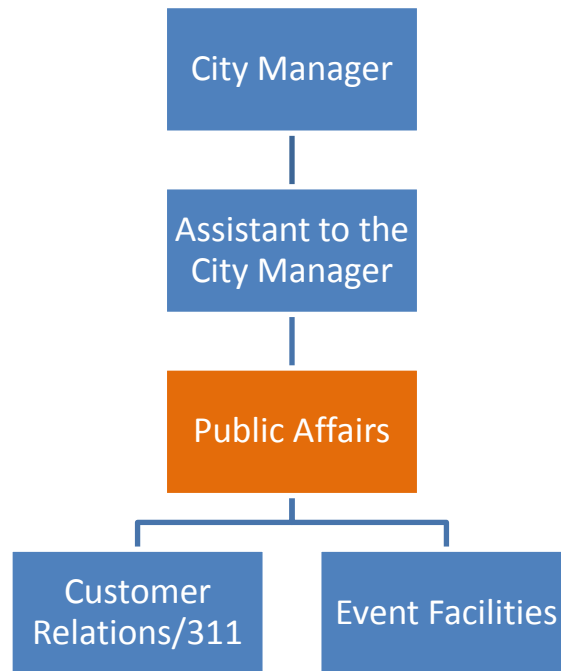 City Manager
Assistant to the
City Manager
Public Affairs
Customer
Relations/311
Event Facilities